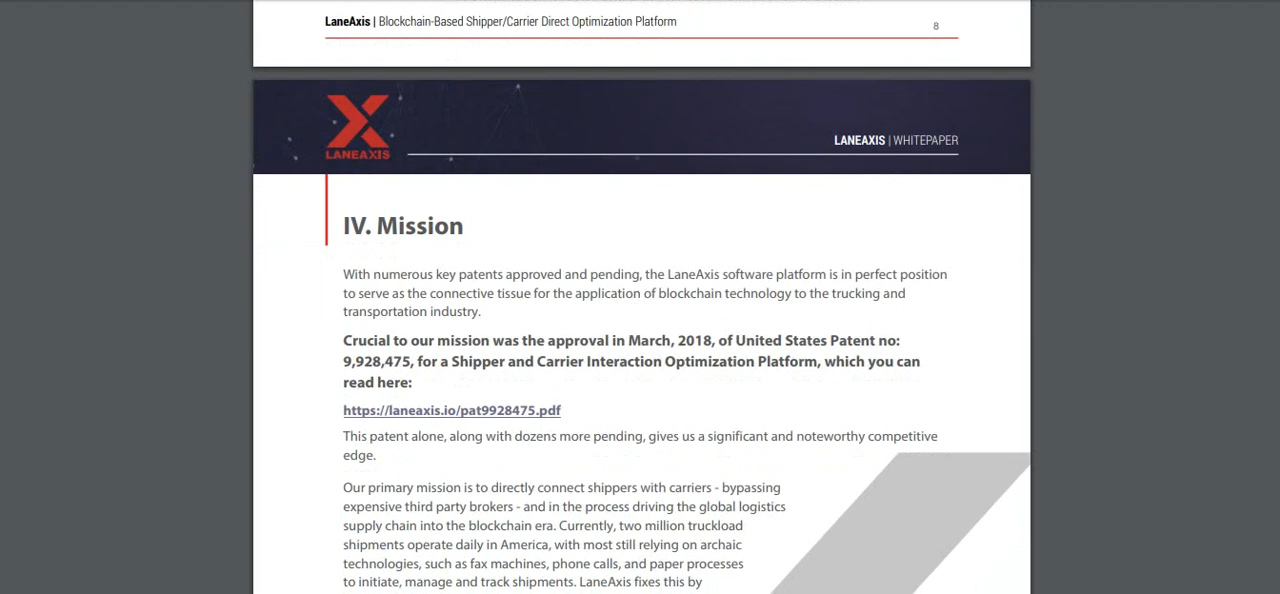 LaneAxis | Blockchain-Based Shipper/Carrier Direct Optimization Platform
8
LANEAXIS
LANEAXIS | WHITEPAPER
IV. Mission
With numerous key patents approved and pending, the LaneAxis software platform is in perfect position
to serve as the connective tissue for the application of blockchain technology to the trucking and
transportation industry.
Crucial to our mission was the approval in March, 2018, of United States Patent no:
9,928,475, for a Shipper and Carrier Interaction Optimization Platform, which you can
read here:
https://laneaxis.io/pat9928475.pdf
This patent alone, along with dozens more pending, gives us a significant and noteworthy competitive
edge.
Our primary mission is to directly connect shippers with carriers - bypassing
expensive third party brokers - and in the process driving the global logistics
supply chain into the blockchain era. Currently, two million truckload
shipments operate daily in America, with most still relying on archaic
technologies, such as fax machines, phone calls, and paper processes
to initiate, manage and track shipments. LaneAxis fixes this by